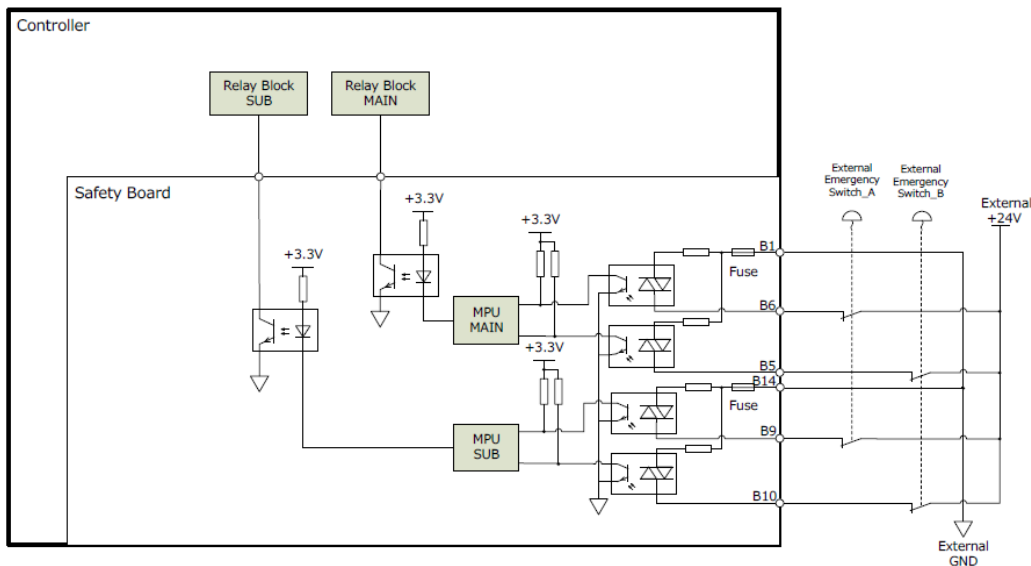 Controller
Relay Block
SUB
Relay Block
MAIN
Safety Board
+3.3V
+3.3V
+3.3V
MPU
MAIN
+3.3V
MPU
SUB
B1
Fuse
B6
B5
B14
Fuse
B9
B10
External
Emergency
Switch_A
External
Emergency
Switch_B
External
+24V
External
GND